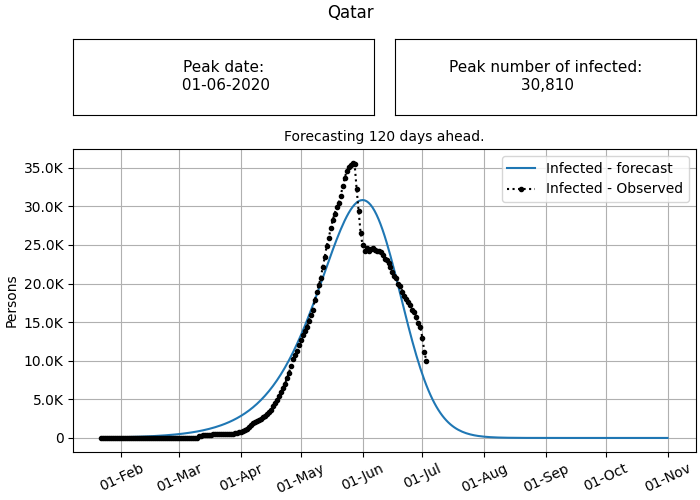 Qatar
Peak date:
01-06-2020
Peak number of infected:
30,810
Forecasting 120 days ahead.
Infected - forecast
Infected - Observed
35.0K
30.0K
25.0K
20.0K
15.0K
10.0K
5.0K
0
Persons
01-Feb
01-Mar
01-Apr
01-May
01-Jun
01-Jul
01-Aug
01-Sep
01-Oct
01-Nov